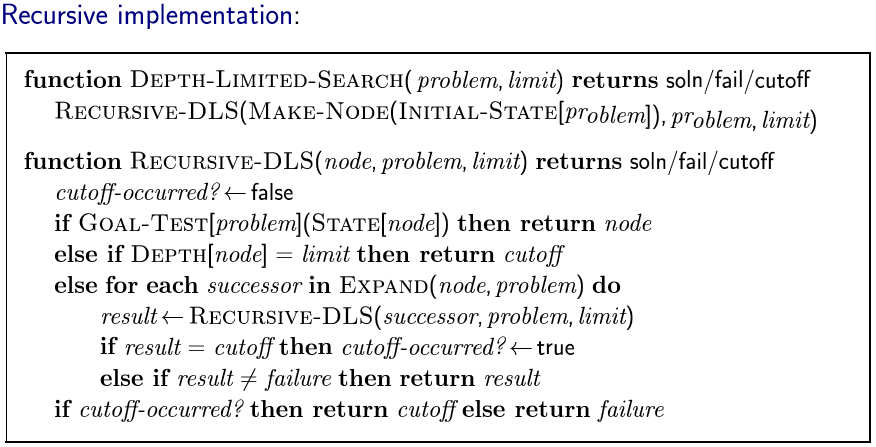 Recursive implementation:
function DEPTH-LIMITED-SEARCH( problem, limit) returns soln/fail/cutoff
RECURSIVE-DLS(MAKE-NODE(INITIAL-STATE[problem]), problem, limit)
function RECURSIVE-DLS(node, problem, limit) returns soln/fail/cutoff
cutoff-occurred? ← false
if GOAL-TEST[problem](STATE[node]) then return node
else if DEPTH[node] = limit then return cutoff
else for each successor in EXPAND(node, problem) do
result ← RECURSIVE-DLS(successor, problem, limit)
if result = cutoff then cutoff-occurred? ← true
else if result ≠ failure then return result
if cutoff-occurred? then return cutoff else return failure